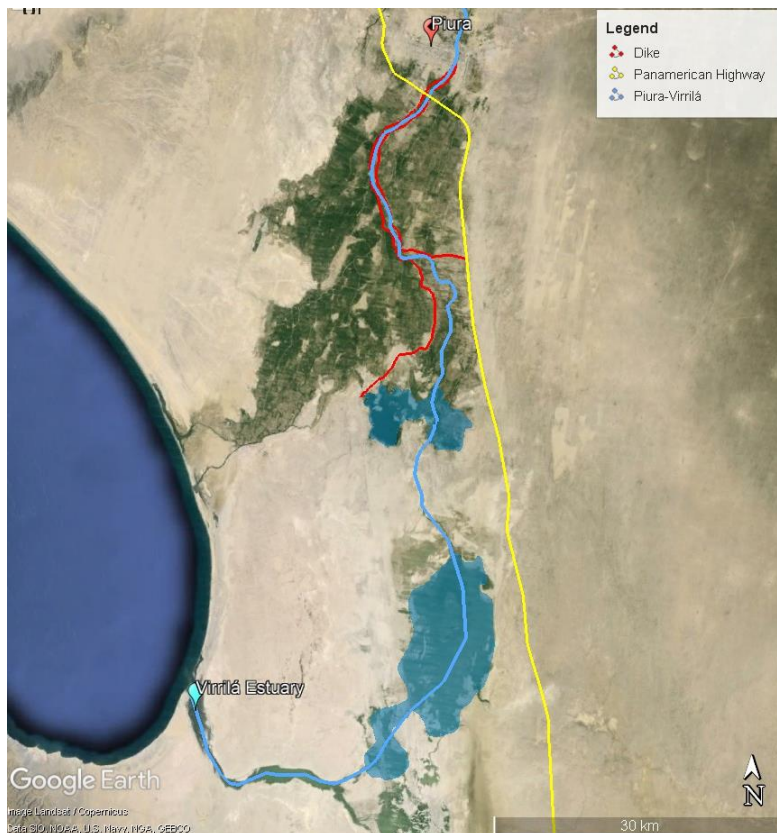 Piura
Legend
Dike
Panamerican Highway
Piura-Virrilá
Virrilá Estuary
Google Earth
Image Landsat / Copernicus
Data SIO, NOAA, U.S. Navy, NGA, GEBCO
N
30 km